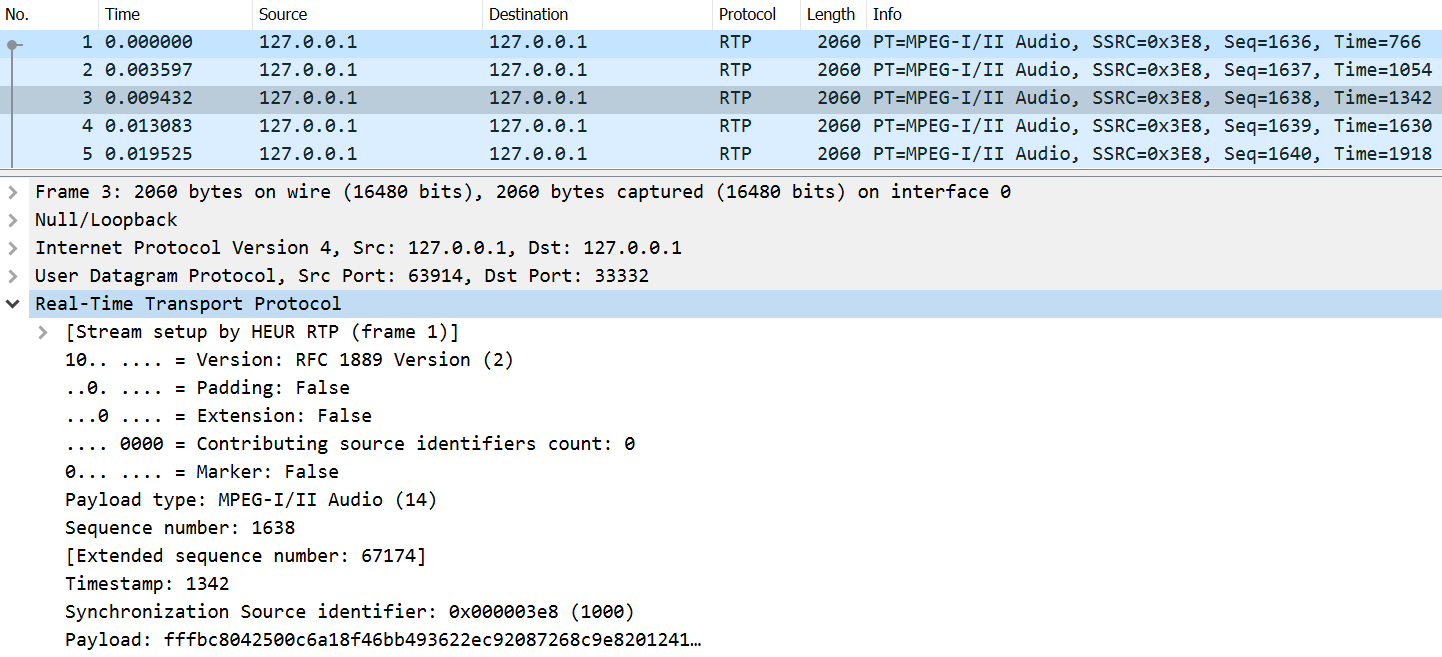 No. Time Source Destination Protocol Length Info
1 0.000000 127.0.0.1 127.0.0.1 RTP 2060 PT=MPEG-I/II Audio, SSRC=0x3E8, Seq=1636, Time=766
2 0.003597 127.0.0.1 127.0.0.1 RTP 2060 PT=MPEG-I/II Audio, SSRC=0x3E8, Seq=1637, Time=1054
3 0.009432 127.0.0.1 127.0.0.1 RTP 2060 PT=MPEG-I/II Audio, SSRC=0x3E8, Seq=1638, Time=1342
4 0.013083 127.0.0.1 127.0.0.1 RTP 2060 PT=MPEG-I/II Audio, SSRC=0x3E8, Seq=1639, Time=1630
5 0.019525 127.0.0.1 127.0.0.1 RTP 2060 PT=MPEG-I/II Audio, SSRC=0x3E8, Seq=1640, Time=1918
Frame 3: 2060 bytes on wire (16480 bits), 2060 bytes captured (16480 bits) on interface 0
Null/Loopback
Internet Protocol Version 4, Src: 127.0.0.1, Dst: 127.0.0.1
User Datagram Protocol, Src Port: 63914, Dst Port: 33332
Real-Time Transport Protocol
[Stream setup by HEUR RTP (frame 1)]
10.. .... = Version: RFC 1889 Version (2)
..0. .... = Padding: False
...0 .... = Extension: False
.... 0000 = Contributing source identifiers count: 0
0... .... = Marker: False
Payload type: MPEG-I/II Audio (14)
Sequence number: 1638
[Extended sequence number: 67174]
Timestamp: 1342
Synchronization Source identifier: 0x000003e8 (1000)
Payload: fffbc8042500c6a18f46bb493622ec92087268c9e8201241…